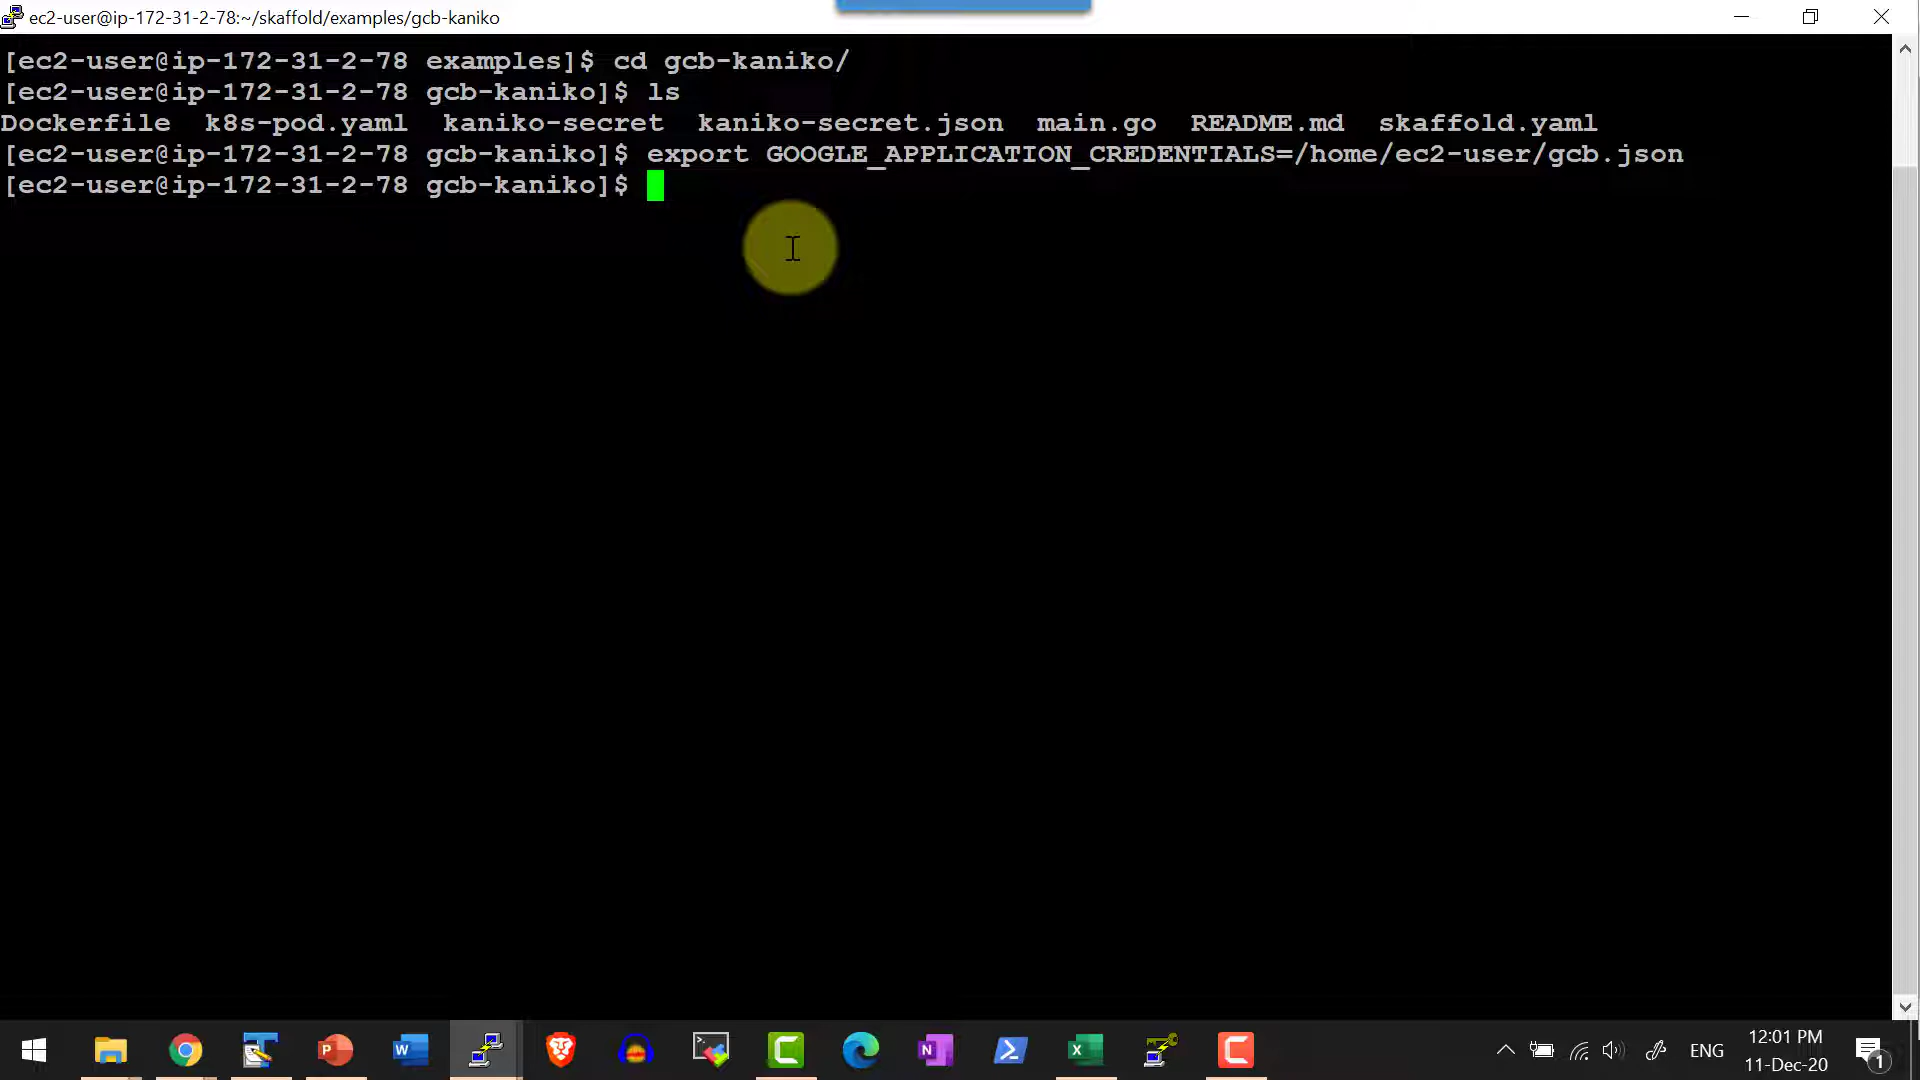 ec2-user@ip-172-31-2-78:~/skaffold/examples/gcb-kaniko
[ec2-user@ip-172-31-2-78 examples]$ cd gcb-kaniko/
[ec2-user@ip-172-31-2-78 gcb-kaniko]$ ls
Dockerfile  k8s-pod.yaml  kaniko-secret  kaniko-secret.json  main.go  README.md  skaffold.yaml
[ec2-user@ip-172-31-2-78 gcb-kaniko]$ export GOOGLE_APPLICATION_CREDENTIALS=/home/ec2-user/gcb.json
[ec2-user@ip-172-31-2-78 gcb-kaniko]$
ENG
12:01 PM
11-Dec-20
1